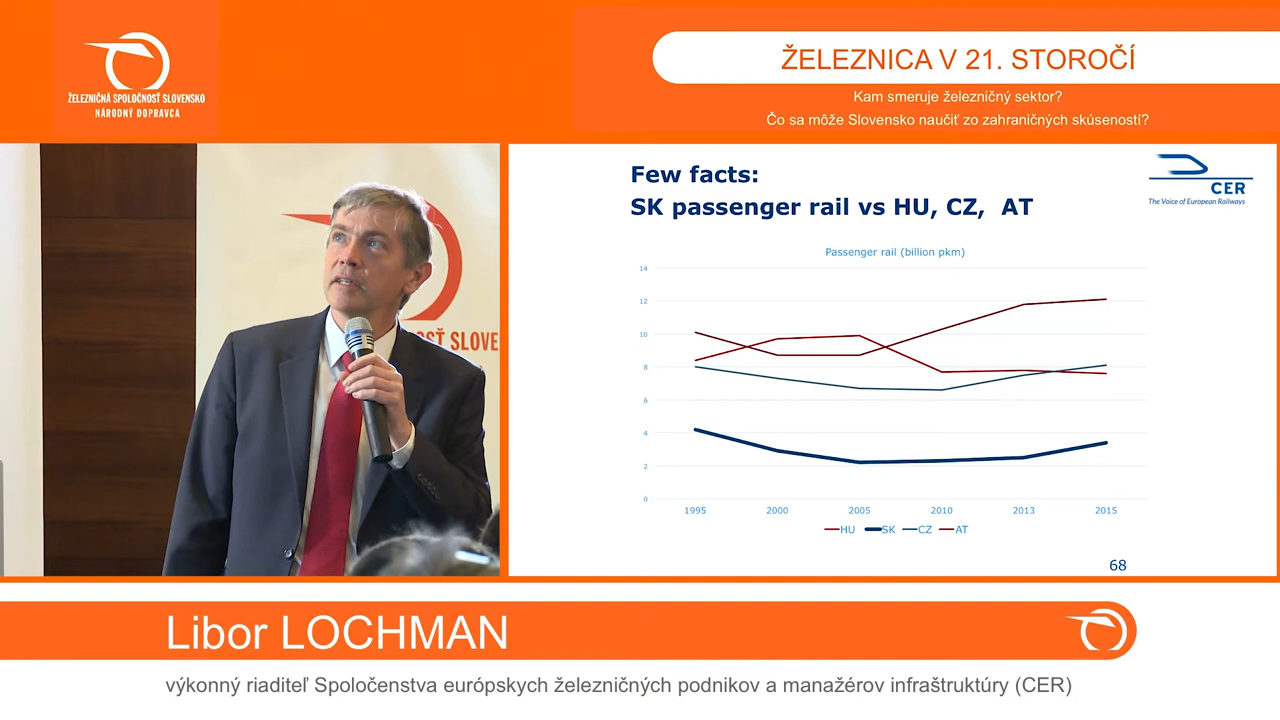 ŽELEZNIČNÁ SPOLOČNOSŤ SLOVENSKO
NÁRODNÝ DOPRAVCA
ŽELEZNICA V 21. STOROČÍ
Kam smeruje železničný sektor?
Čo sa môže Slovensko naučiť zo zahraničných skúseností?
OSŤ SLOVE
Few facts:
SK passenger rail vs HU, CZ, AT
CER
The Voice of European Railways
Passenger rail (billion pkm)
14
12
10
8
6
4
2
0
1995 2000 2005 2010 2013 2015
HU SK CZ AT
68
Libor LOCHMAN
výkonný riaditeľ Spoločenstva európskych železničných podnikov a manažérov infraštruktúry (CER)